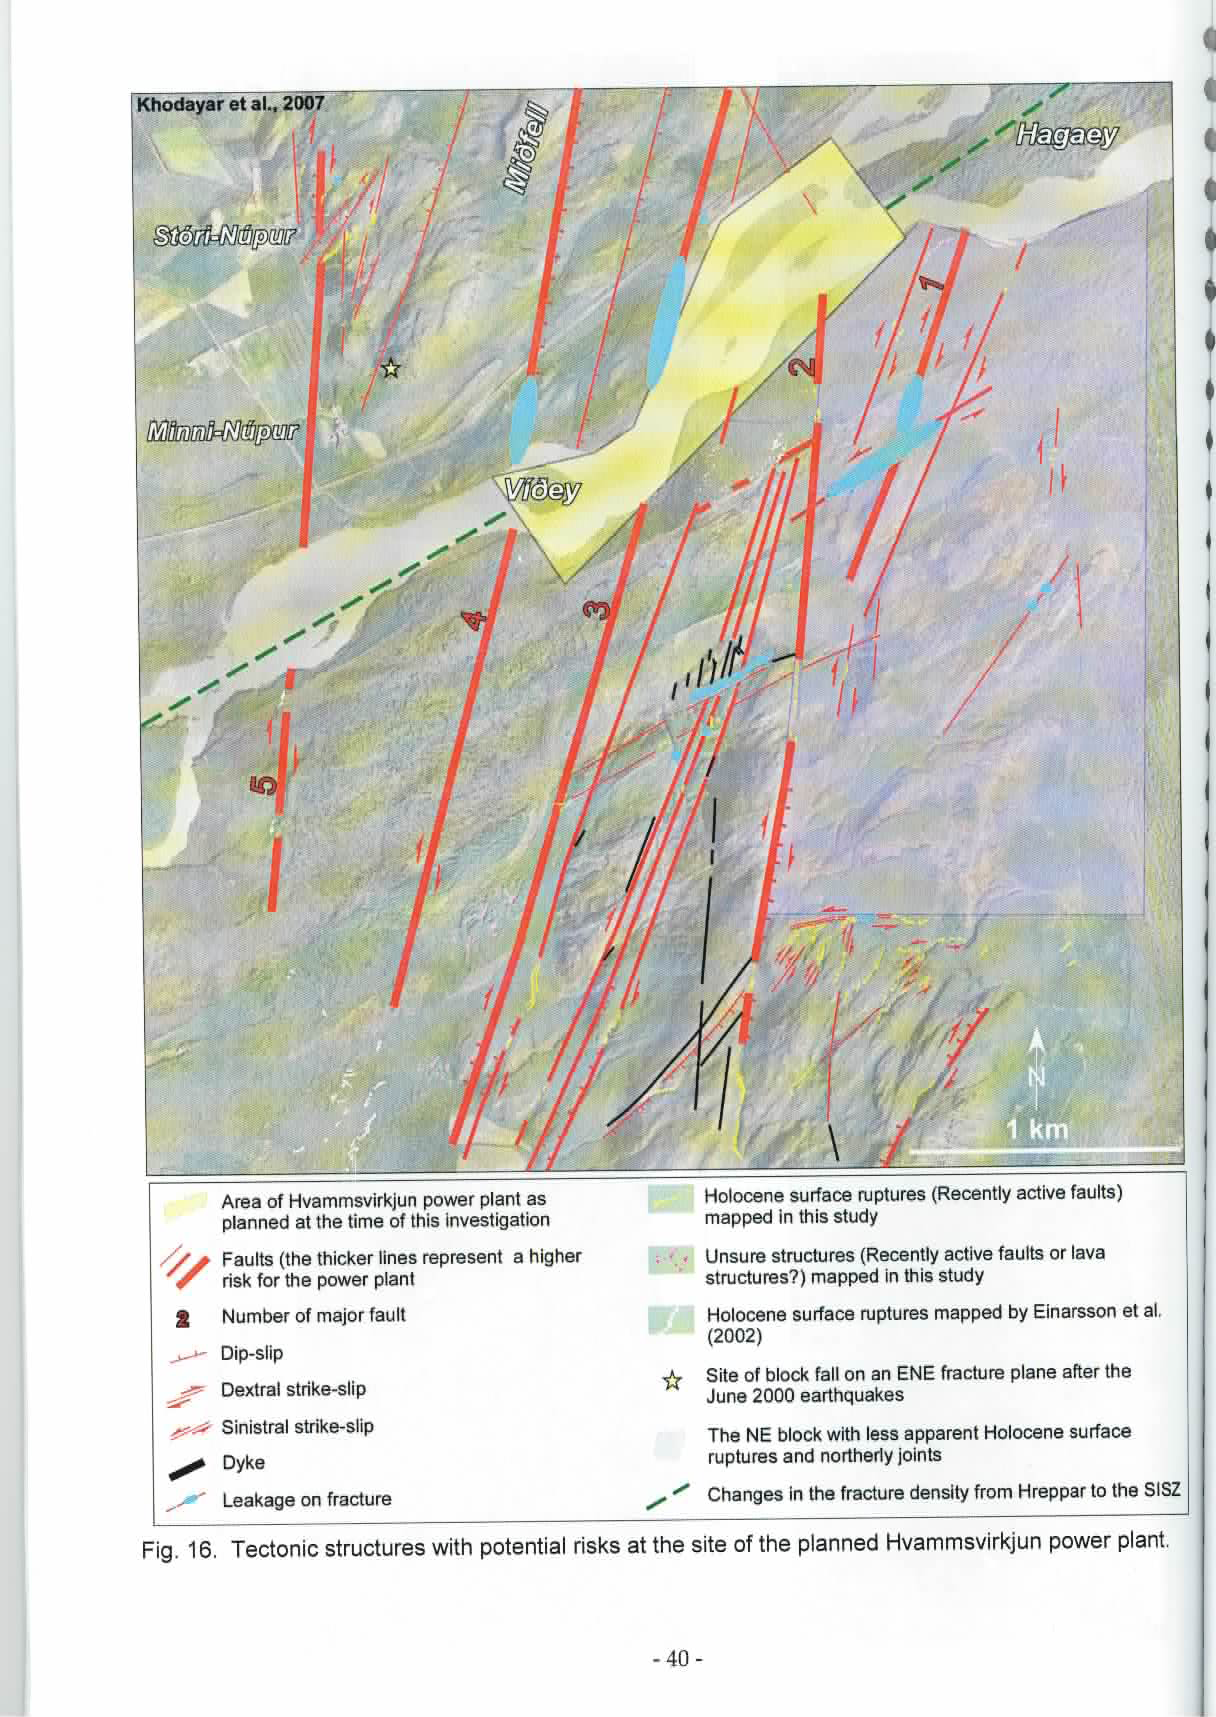 Khodayar et al., 2007
Miðfell
Hagaey
Stóri-Núpur
1
2
Minni-Núpur
Víðey
4
3
5
N
1 km
Area of Hvammsvirkjun power plant as
planned at the time of this investigation
Faults (the thicker lines represent a higher
risk for the power plant
2 Number of major fault
Dip-slip
Dextral strike-slip
Sinistral strike-slip
Dyke
Leakage on fracture
Holocene surface ruptures (Recently active faults)
mapped in this study
Unsure structures (Recently active faults or lava
structures?) mapped in this study
Holocene surface ruptures mapped by Einarsson et al.
(2002)
Site of block fall on an ENE fracture plane after the
June 2000 earthquakes
The NE block with less apparent Holocene surface
ruptures and northerly joints
Changes in the fracture density from Hreppar to the SISZ
Fig. 16. Tectonic structures with potential risks at the site of the planned Hvammsvirkjun power plant.
- 40 -